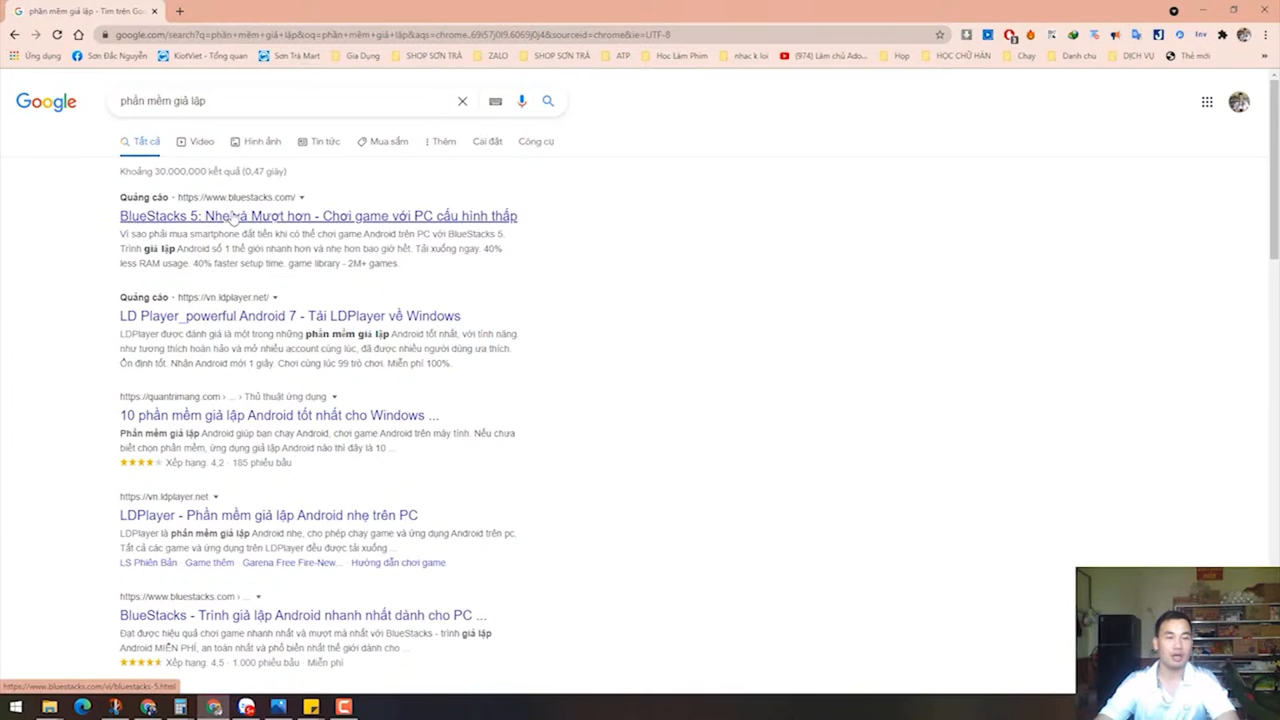 phần mềm giả lập - Tìm trên Goo
google.com/search?q=phần+mềm+giả+lập&oq=phần+mềm+giả+lập&aqs=chrome..69i57j0l9.6069j0j4&sourceid=chrome&ie=UTF-8
Ứng dụng
Sơn Đắc Nguyễn
KiotViet - Tổng quan
Sơn Trà Mart
Gia Dụng
SHOP SƠN TRÀ
ZALO
SHOP SƠN TRÀ
ATP
Học Làm Phim
nhac k loi
(974) Làm chủ Ado...
Họp
HỌC CHỮ HÁN
Chạy
Danh chu
DỊCH VỤ
Thẻ mới
Google
phần mềm giả lập
Tất cả
Video
Hình ảnh
Tin tức
Mua sắm
Thêm
Cài đặt
Công cụ
Khoảng 30.000.000 kết quả (0,47 giây)
Quảng cáo · https://www.bluestacks.com/
BlueStacks 5: Nhẹ và Mượt hơn - Chơi game với PC cấu hình thấp
Vì sao phải mua smartphone đắt tiền khi có thể chơi game Android trên PC với BlueStacks 5.
Trình giả lập Android số 1 thế giới nhanh hơn và nhẹ hơn bao giờ hết. Tải xuống ngay. 40%
less RAM usage. 40% faster setup time. game library - 2M+ games.
Quảng cáo · https://vn.ldplayer.net/
LD Player_powerful Android 7 - Tải LDPlayer về Windows
LDPlayer được đánh giá là một trong những phần mềm giả lập Android tốt nhất, với tính năng
như tương thích hoàn hảo và mở nhiều account cùng lúc, đã được nhiều người dùng ưa thích.
Ổn định tốt. Nhân Android mới 1 giây. Chơi cùng lúc 99 trò chơi. Miễn phí 100%.
https://quantrimang.com › ... › Thủ thuật ứng dụng
10 phần mềm giả lập Android tốt nhất cho Windows ...
Phần mềm giả lập Android giúp bạn chạy Android, chơi game Android trên máy tính. Nếu chưa
biết chọn phần mềm, ứng dụng giả lập Android nào thì đây là 10 ...
Xếp hạng: 4,2 · 185 phiếu bầu
https://vn.ldplayer.net
LDPlayer - Phần mềm giả lập Android nhẹ trên PC
LDPlayer là phần mềm giả lập Android nhẹ, cho phép chạy game và ứng dụng Android trên pc.
Tất cả các game và ứng dụng trên LDPlayer đều được tải xuống ...
LS Phiên Bản
Game thêm
Garena Free Fire-New...
Hướng dẫn chơi game
https://www.bluestacks.com › ...
BlueStacks - Trình giả lập Android nhanh nhất dành cho PC ...
Đạt được hiệu quả chơi game nhanh nhất và mượt mà nhất với BlueStacks - trình giả lập
Android MIỄN PHÍ, an toàn nhất và phổ biến nhất thế giới dành cho ...
Xếp hạng: 4,5 · 1.000 phiếu bầu · Miễn phí
https://www.bluestacks.com/vi/bluestacks-5.html